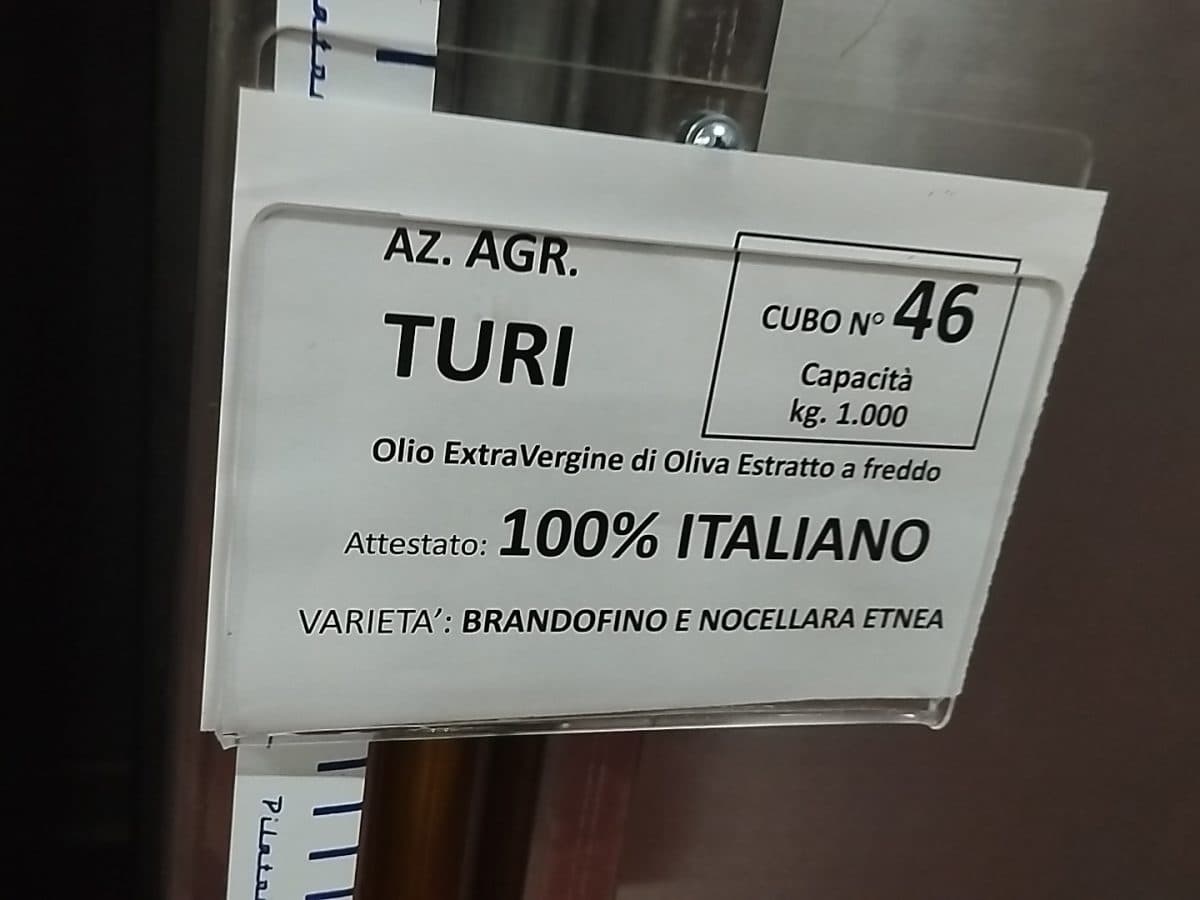 AZ. AGR.
TURI
CUBO N° 46
Capacità
kg. 1.000
Olio ExtraVergine di Oliva Estratto a freddo
Attestato: 100% ITALIANO
VARIETA’: BRANDOFINO E NOCELLARA ETNEA